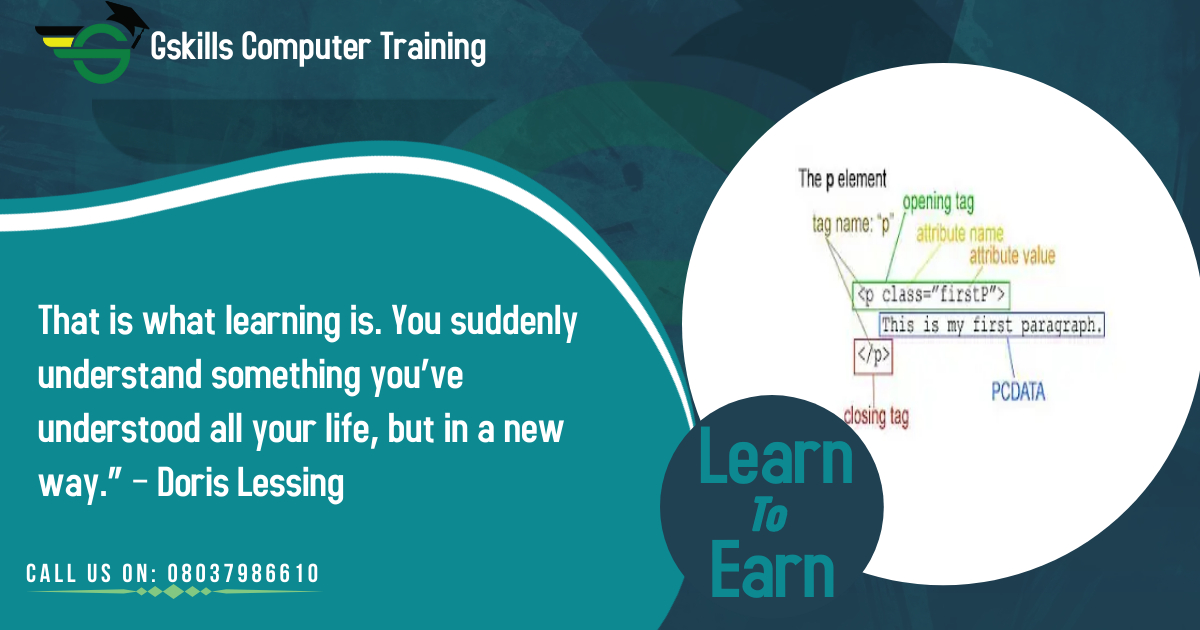 Gskills Computer Training
That is what learning is. You suddenly
understand something you’ve
understood all your life, but in a new
way.” – Doris Lessing
CALL US ON: 08037986610
The p element
opening tag
tag name: “p”
attribute name
attribute value
<p class=”firstP”>
This is my first paragraph.
</p>
PCDATA
closing tag
Learn
To
Earn